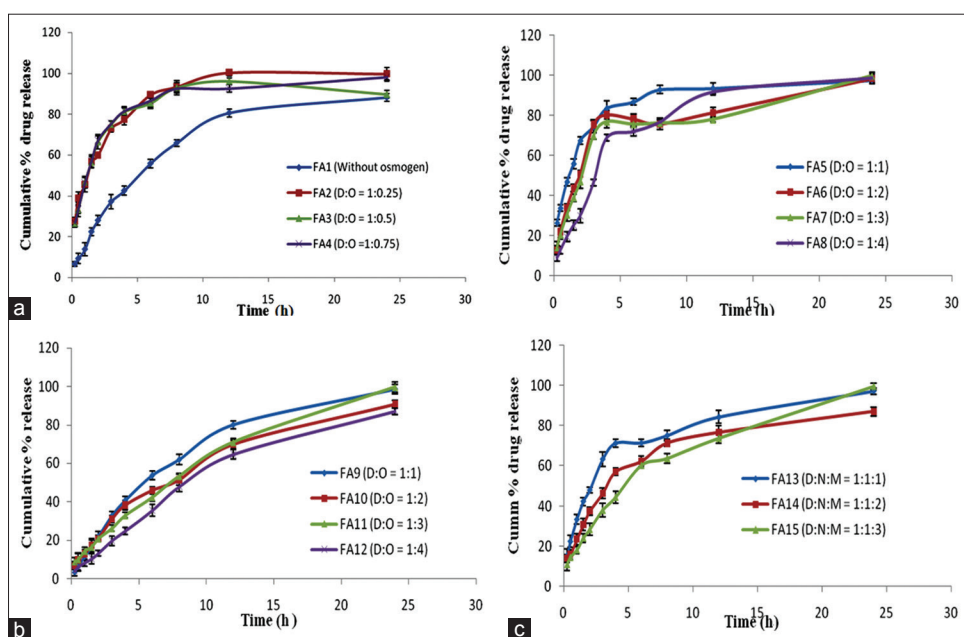 Cumulative % drug release
120
100
80
60
40
20
0
0 5 10 15 20 25 30
Time (h)
FA1 (Without osmogen)
FA2 (D:O = 1:0.25)
FA3 (D:O = 1:0.5)
FA4 (D:O =1:0.75)
a
Cumulative % drug release
120
100
80
60
40
20
0
0 5 10 15 20 25 30
Time (h)
FA5 (D:O = 1:1)
FA6 (D:O = 1:2)
FA7 (D:O = 1:3)
FA8 (D:O = 1:4)
Cumulative % release
120
100
80
60
40
20
0
0 5 10 15 20 25 30
Time (h )
FA9 (D:O = 1:1)
FA10 (D:O = 1:2)
FA11 (D:O = 1:3)
FA12 (D:O = 1:4)
b
Cumm % drug release
120
100
80
60
40
20
0
0 5 10 15 20 25 30
Time (h)
FA13 (D:N:M = 1:1:1)
FA14 (D:N:M = 1:1:2)
FA15 (D:N:M = 1:1:3)
c